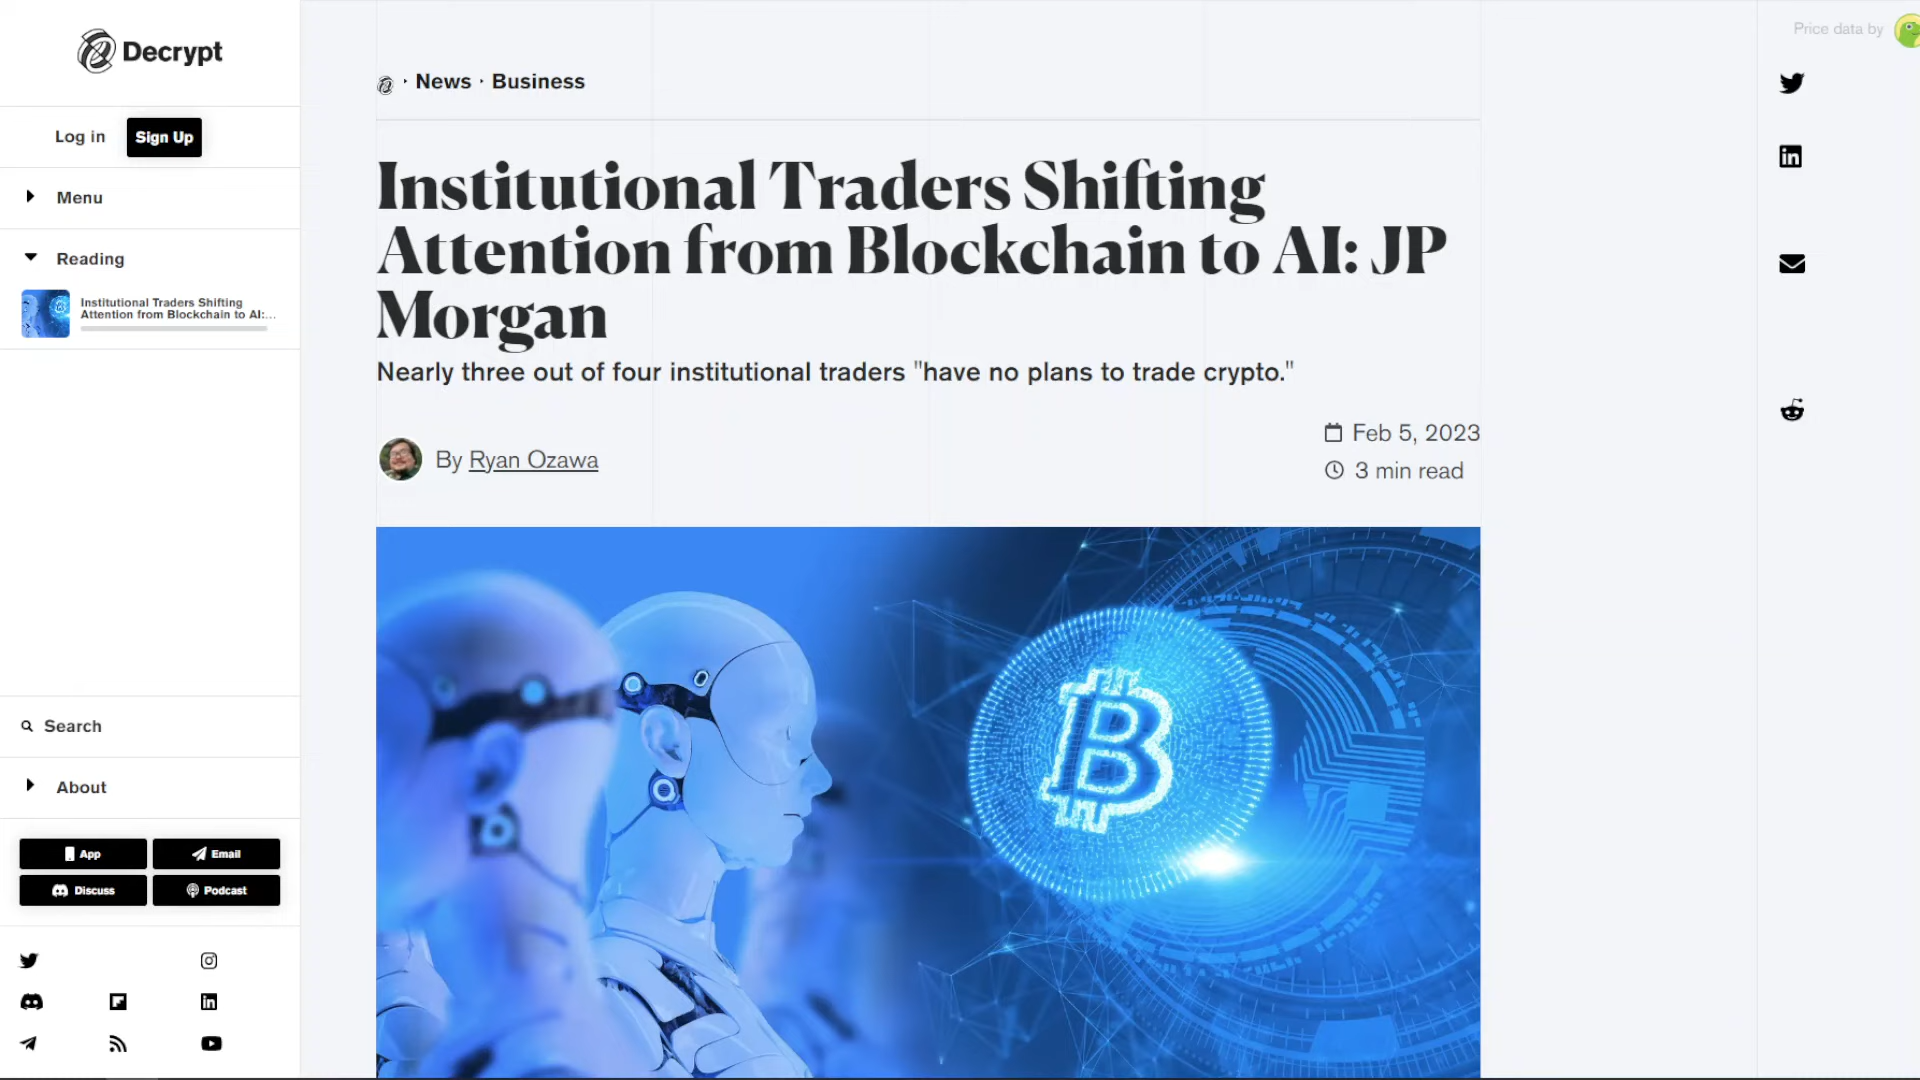 Decrypt
Log in
Sign Up
Menu
Reading
Institutional Traders Shifting
Attention from Blockchain to AI:...
Search
About
App
Email
Discuss
Podcast
· News · Business
Institutional Traders Shifting
Attention from Blockchain to AI: JP
Morgan
Nearly three out of four institutional traders "have no plans to trade crypto."
By Ryan Ozawa
Feb 5, 2023
3 min read
Price data by